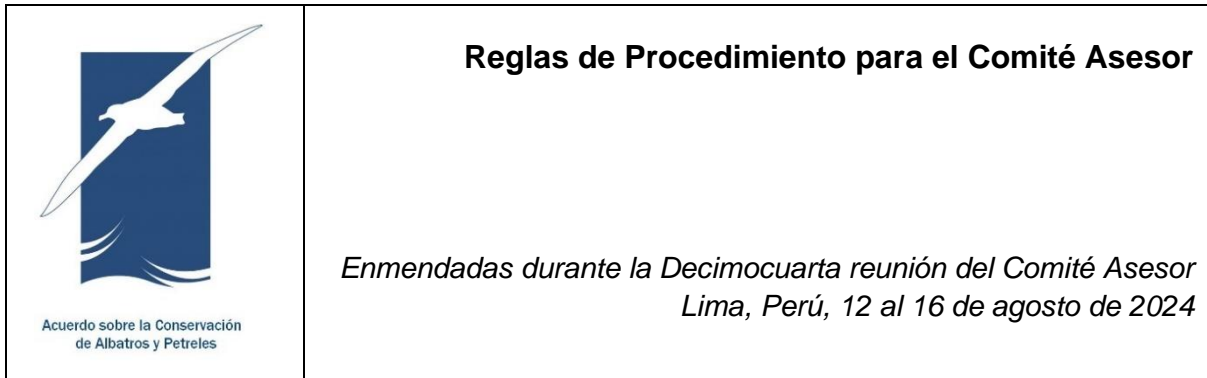 Acuerdo sobre la Conservación
de Albatros y Petreles
Reglas de Procedimiento para el Comité Asesor
Enmendadas durante la Decimocuarta reunión del Comité Asesor
Lima, Perú, 12 al 16 de agosto de 2024